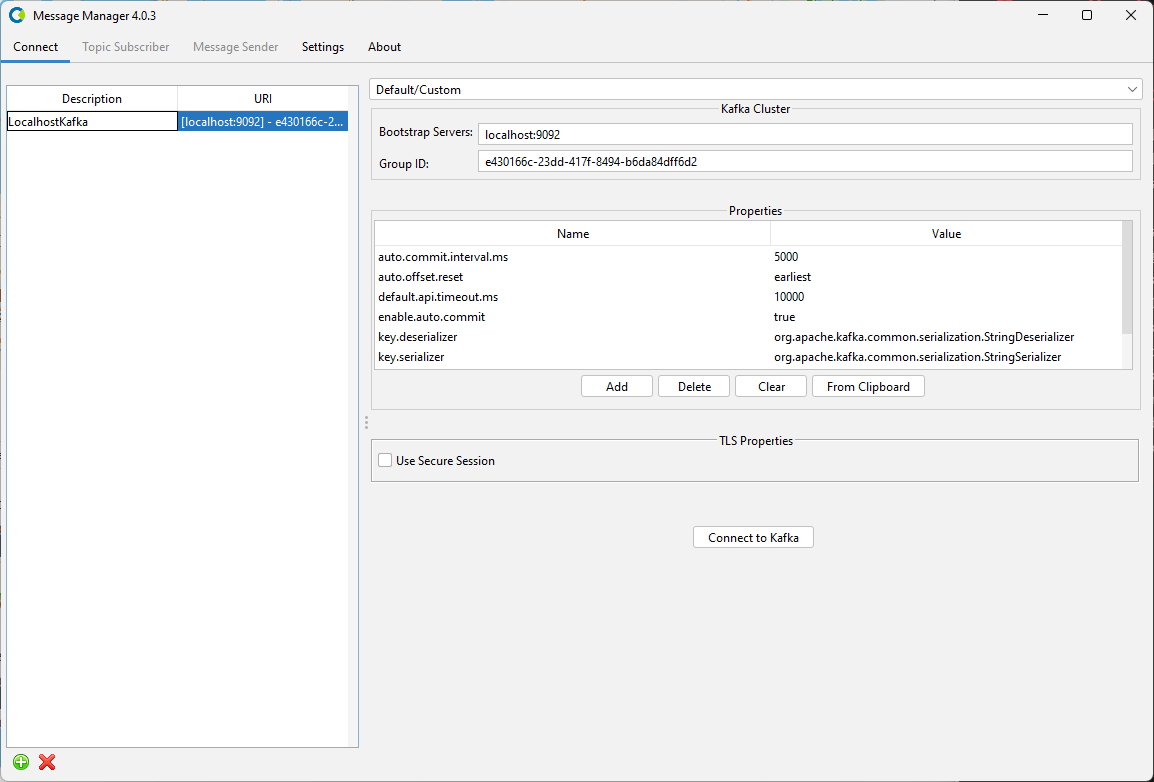 Message Manager 4.0.3
Connect Topic Subscriber Message Sender Settings About
Description URI
LocalhostKafka [localhost:9092] - e430166c-2...
Default/Custom
Kafka Cluster
Bootstrap Servers: localhost:9092
Group ID: e430166c-23dd-417f-8494-b6da84dff6d2
Properties
Name Value
auto.commit.interval.ms 5000
auto.offset.reset earliest
default.api.timeout.ms 10000
enable.auto.commit true
key.deserializer org.apache.kafka.common.serialization.StringDeserializer
key.serializer org.apache.kafka.common.serialization.StringSerializer
Add Delete Clear From Clipboard
TLS Properties
Use Secure Session
Connect to Kafka